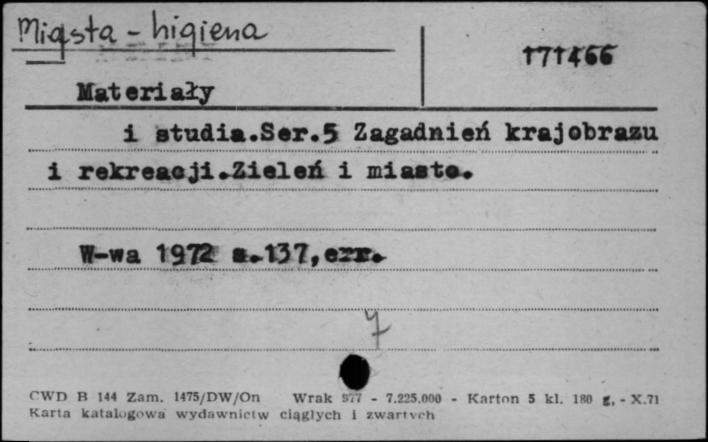 Miasta - higiena
171466
Materiały
i studia.Ser.5 Zagadnień krajobrazu
i rekreacji.Zieleń i miasto.
W-wa 1972 s.137,err.
7
CWD B 144 Zam. 1475/DW/On Wrak 977 - 7.225.000 - Karton 5 kl. 180 g. - X.71
Karta katalogowa wydawnictw ciągłych i zwartych